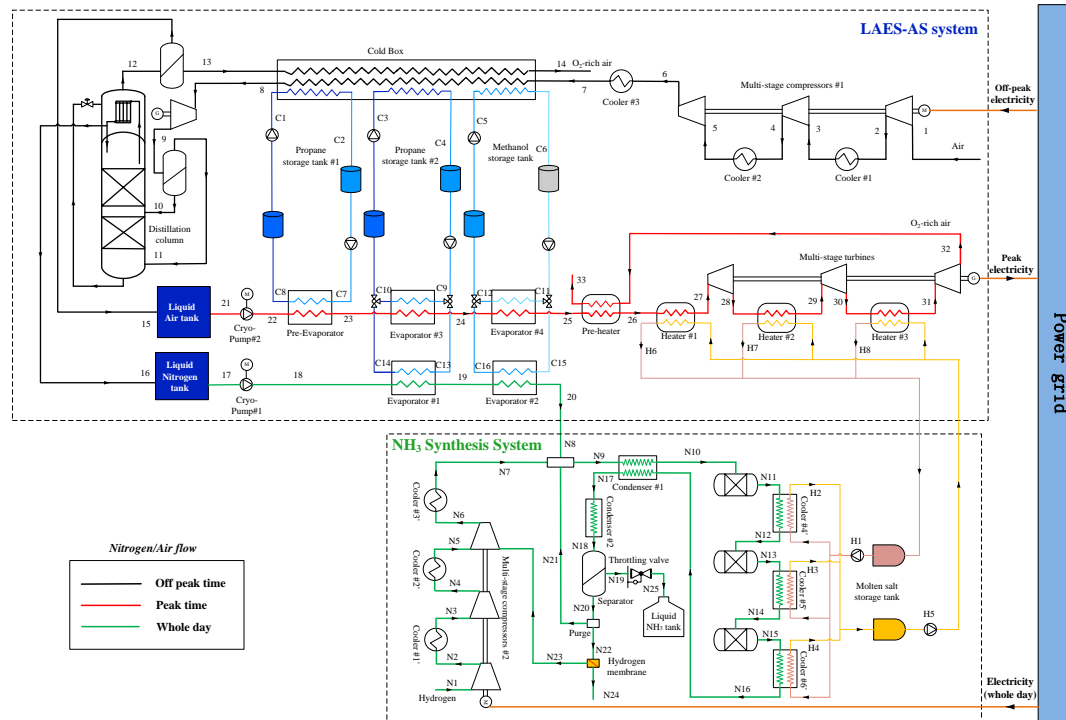 LAES-AS system
Cold Box
12
13
14
O₂-rich air
8
7
6
Cooler #3
Multi-stage compressors #1
Off-peak
electricity
M
5
4
3
2
1
Air
Cooler #2
Cooler #1
G
9
10
11
Distillation
column
C1
C2
C3
C4
C5
C6
Propane
storage tank #1
Propane
storage tank #2
Methanol
storage tank
O₂-rich air
32
Multi-stage turbines
Peak
electricity
G
33
27
28
29
30
31
Liquid
Air tank
15
21
M
Cryo-
Pump#2
22
C8
C7
Pre-Evaporator
23
C10
C9
Evaporator #3
24
C12
C11
Evaporator #4
25
Pre-heater
26
Heater #1
Heater #2
Heater #3
H6
H7
H8
16
Liquid
Nitrogen
tank
17
M
Cryo-
Pump#1
18
C14
C13
Evaporator #1
19
C16
C15
Evaporator #2
20
Power grid
NH₃ Synthesis System
N7
N8
N9
N10
N17
Condenser #1
N11
H2
Cooler #4'
N12
Cooler #3'
N6
Condenser #2
N18
N5
Cooler #2'
N4
N21
Throttling valve
N19
N25
Separator
N20
Liquid
NH₃ tank
Purge
N13
H3
Cooler #5'
N14
H1
Molten salt
storage tank
H5
N3
Cooler #1'
N2
Multi-stage compressors #2
N23
N22
Hydrogen
membrane
N24
N15
H4
Cooler #6'
N16
N1
Hydrogen
M
Electricity
(whole day)
Nitrogen/Air flow
Off peak time
Peak time
Whole day